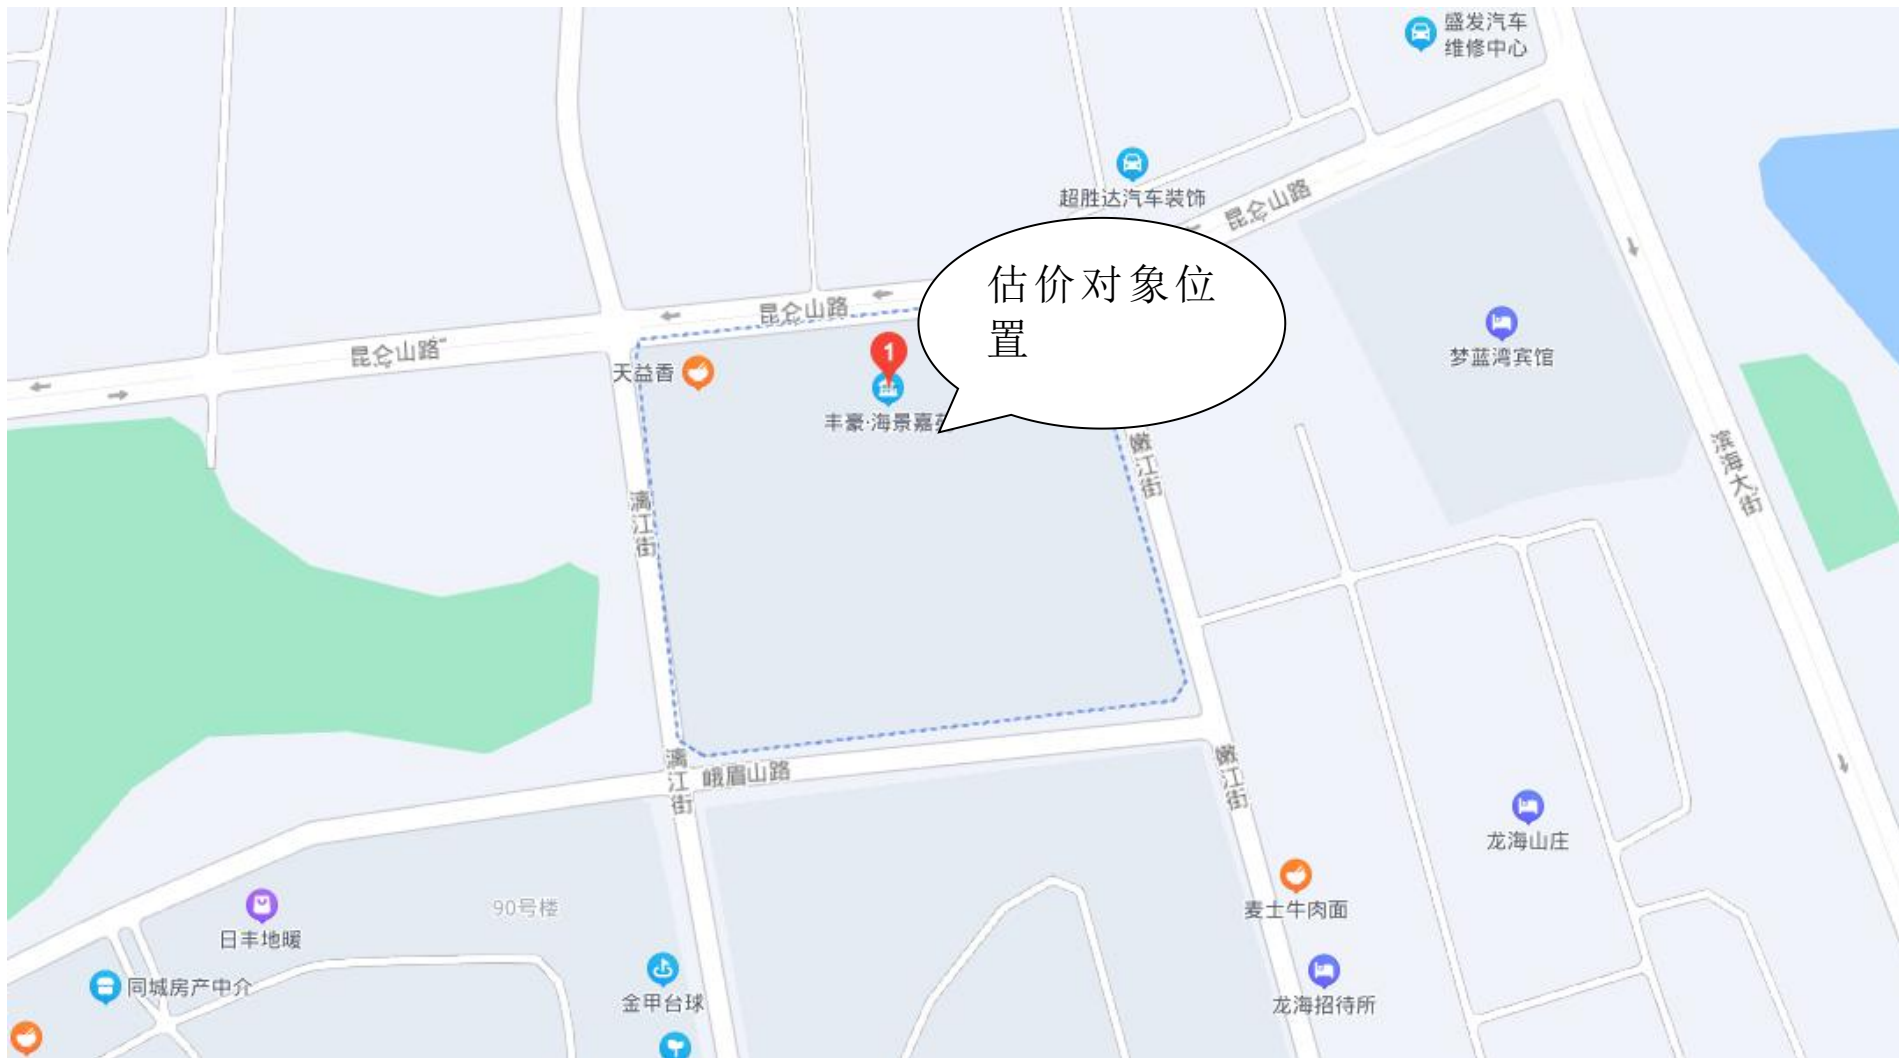 盛发汽车
维修中心
超胜达汽车装饰
昆仑山路
估价对象位
置
昆仑山路
昆仑山路
1
天益香
丰豪·海景嘉
梦蓝湾宾馆
嫩江街
滨海大街
漓江街
漓江街
峨眉山路
嫩江街
龙海山庄
90号楼
麦士牛肉面
日丰地暖
同城房产中介
金甲台球
龙海招待所